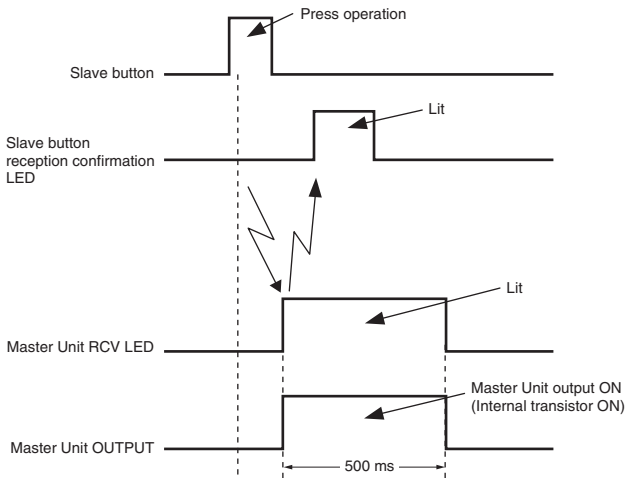 Press operation
Slave button
Lit
Slave button
reception confirmation
LED
Lit
Master Unit RCV LED
Master Unit output ON
(Internal transistor ON)
Master Unit OUTPUT
500 ms